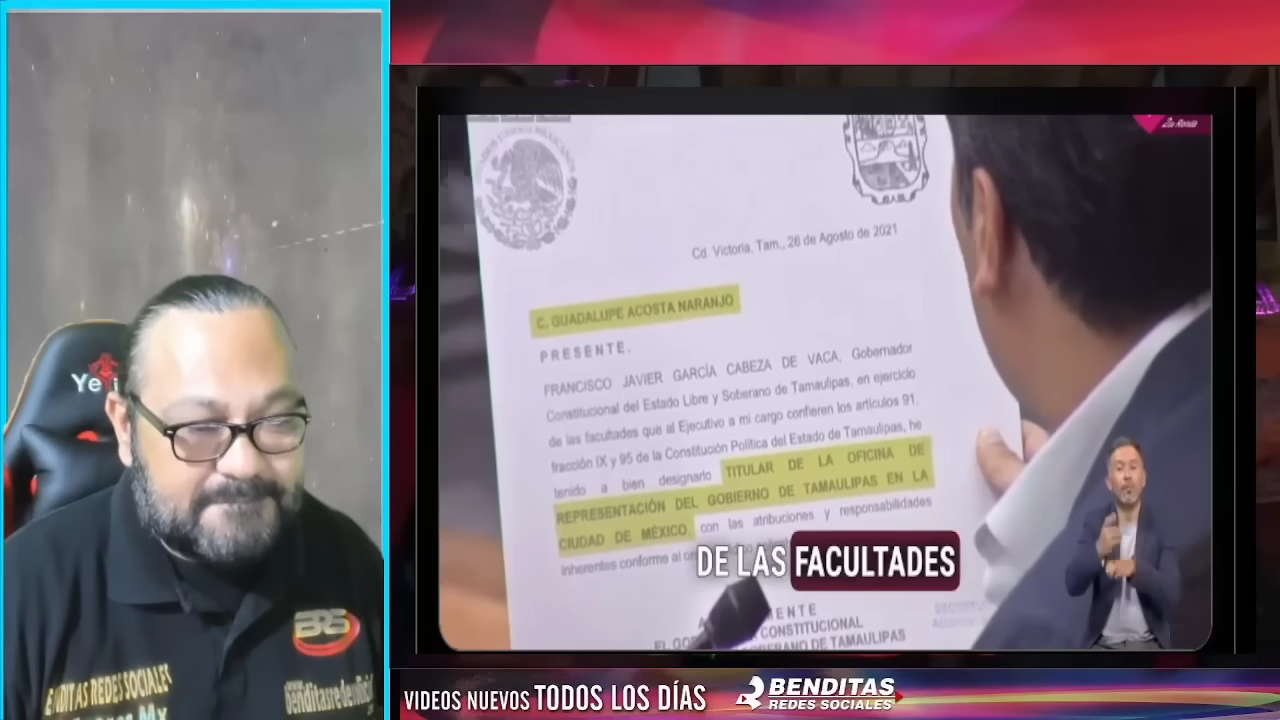 Cd. Victoria, Tam., 26 de Agosto de 2021
C. GUADALUPE ACOSTA NARANJO
PRESENTE.
FRANCISCO JAVIER GARCÍA CABEZA DE VACA, Gobernador
Constitucional del Estado Libre y Soberano de Tamaulipas, en ejercicio
de las facultades que al Ejecutivo a mi cargo confieren los artículos 91,
fracción IX y 95 de la Constitución Política del Estado de Tamaulipas, he
tenido a bien designarlo TITULAR DE LA OFICINA DE
REPRESENTACIÓN DEL GOBIERNO DE TAMAULIPAS EN LA
CIUDAD DE MÉXICO, con las atribuciones y responsabilidades
inherentes conforme al
DE LAS FACULTADES
CONSTITUCIONAL
DE TAMAULIPAS
BRS
REDES SOCIALES
VIDEOS NUEVOS TODOS LOS DÍAS
BENDITAS
REDES SOCIALES